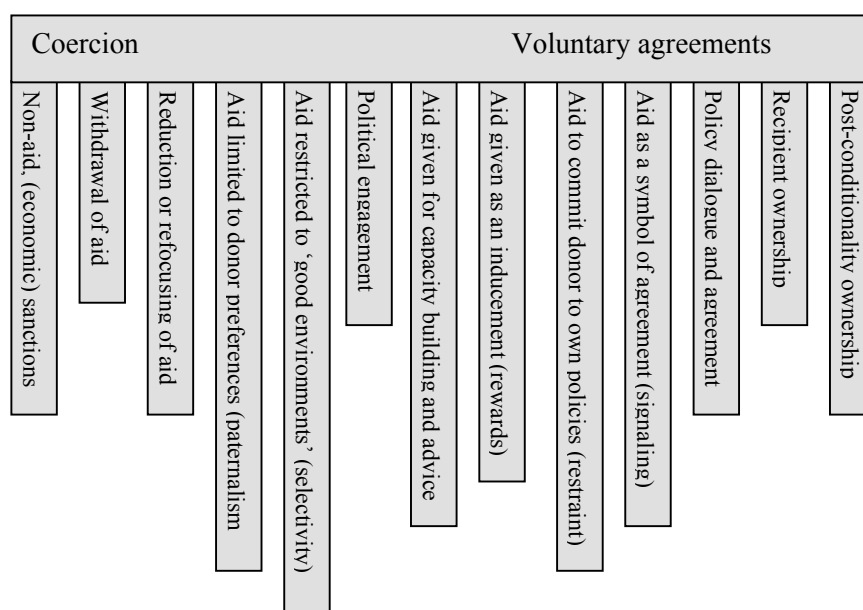 Coercion Voluntary agreements
Non-aid, (economic) sanctions
Withdrawal of aid
Reduction or refocusing of aid
Aid limited to donor preferences (paternalism
Aid restricted to ‘good environments’ (selectivity)
Political engagement
Aid given for capacity building and advice
Aid given as an inducement (rewards)
Aid to commit donor to own policies (restraint)
Aid as a symbol of agreement (signaling)
Policy dialogue and agreement
Recipient ownership
Post-conditionality ownership